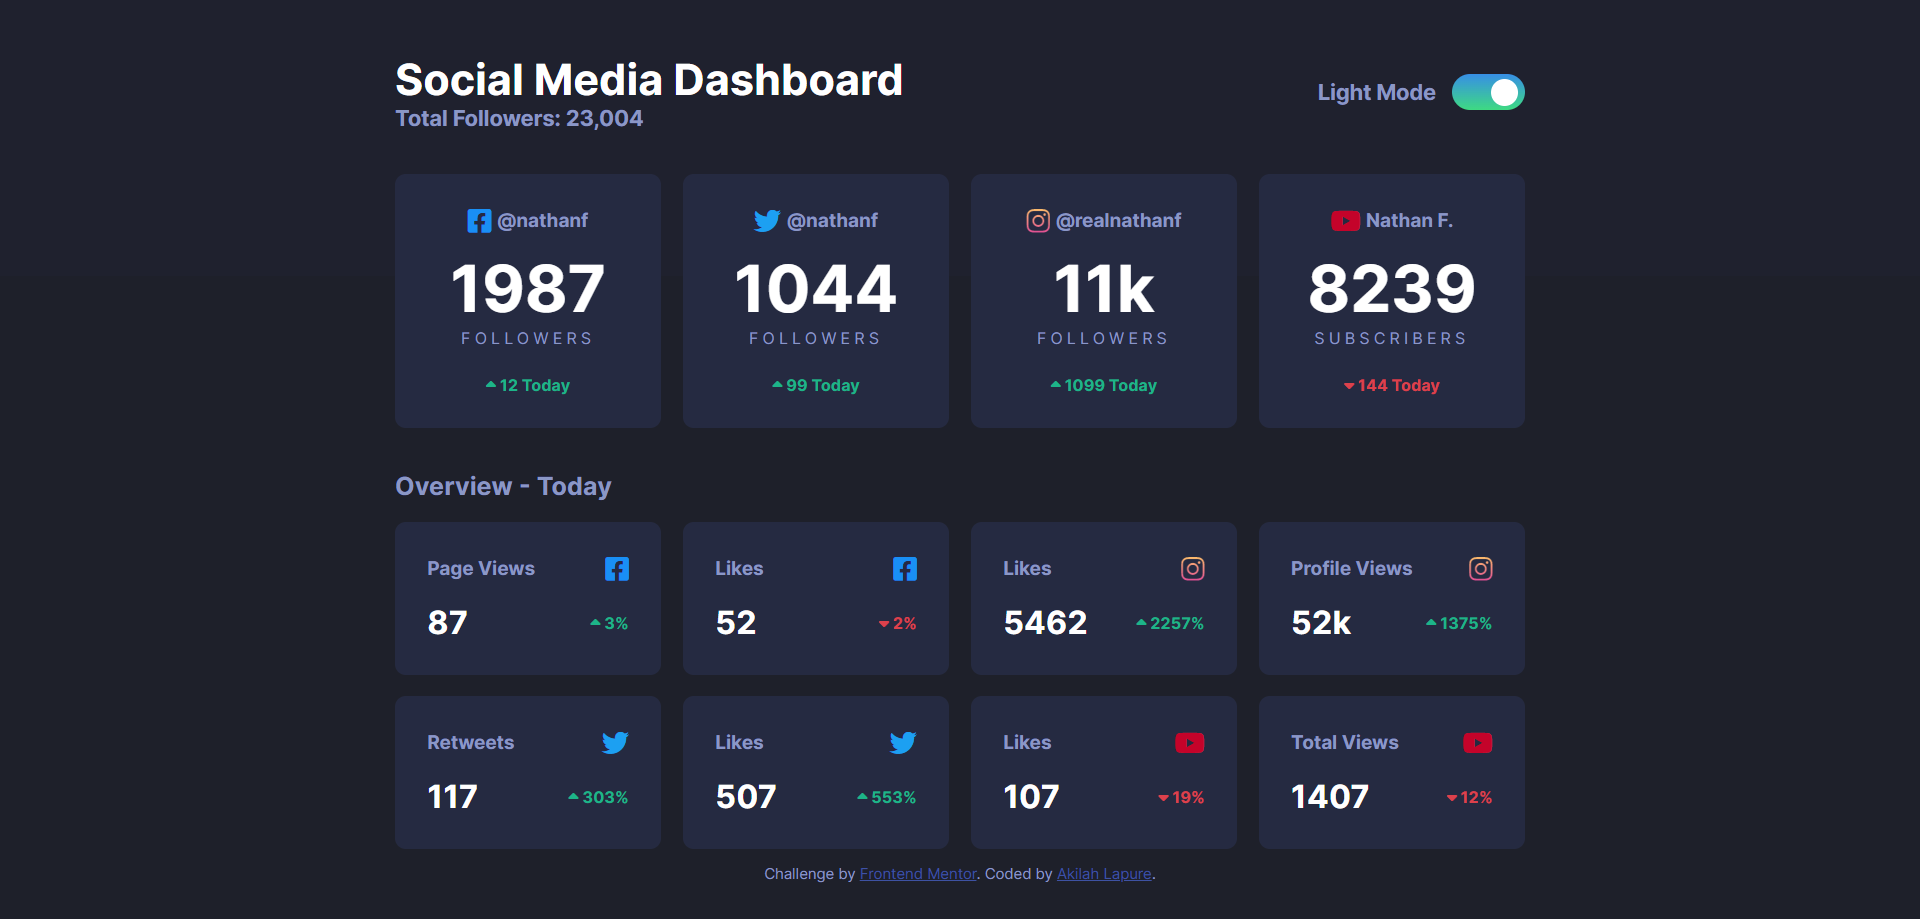 Social Media Dashboard
Total Followers: 23,004
Light Mode
@nathanf
1987
FOLLOWERS
12 Today
@nathanf
1044
FOLLOWERS
99 Today
@realnathanf
11k
FOLLOWERS
1099 Today
Nathan F.
8239
SUBSCRIBERS
144 Today
Overview - Today
Page Views
87
3%
Likes
52
2%
Likes
5462
2257%
Profile Views
52k
1375%
Retweets
117
303%
Likes
507
553%
Likes
107
19%
Total Views
1407
12%
Challenge by Frontend Mentor. Coded by Akilah Lapure.